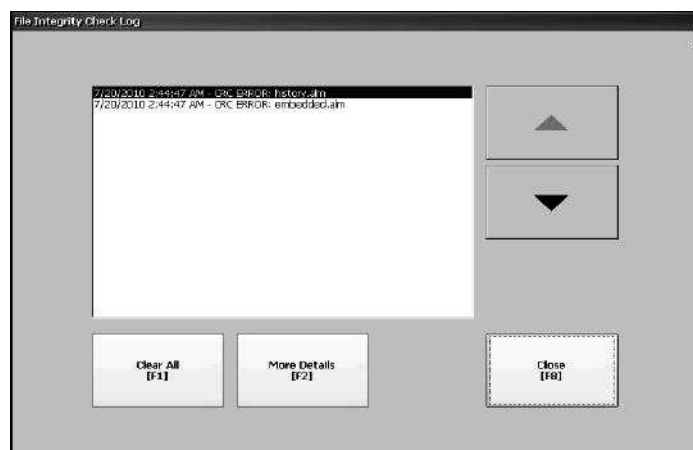 File Integrity Check Log
7/20/2010 2:44:47 AM - CRC ERROR: history.alm
7/20/2010 2:44:47 AM - CRC ERROR: embedded.alm
Clear All
[F1]
More Details
[F2]
Close
[F8]